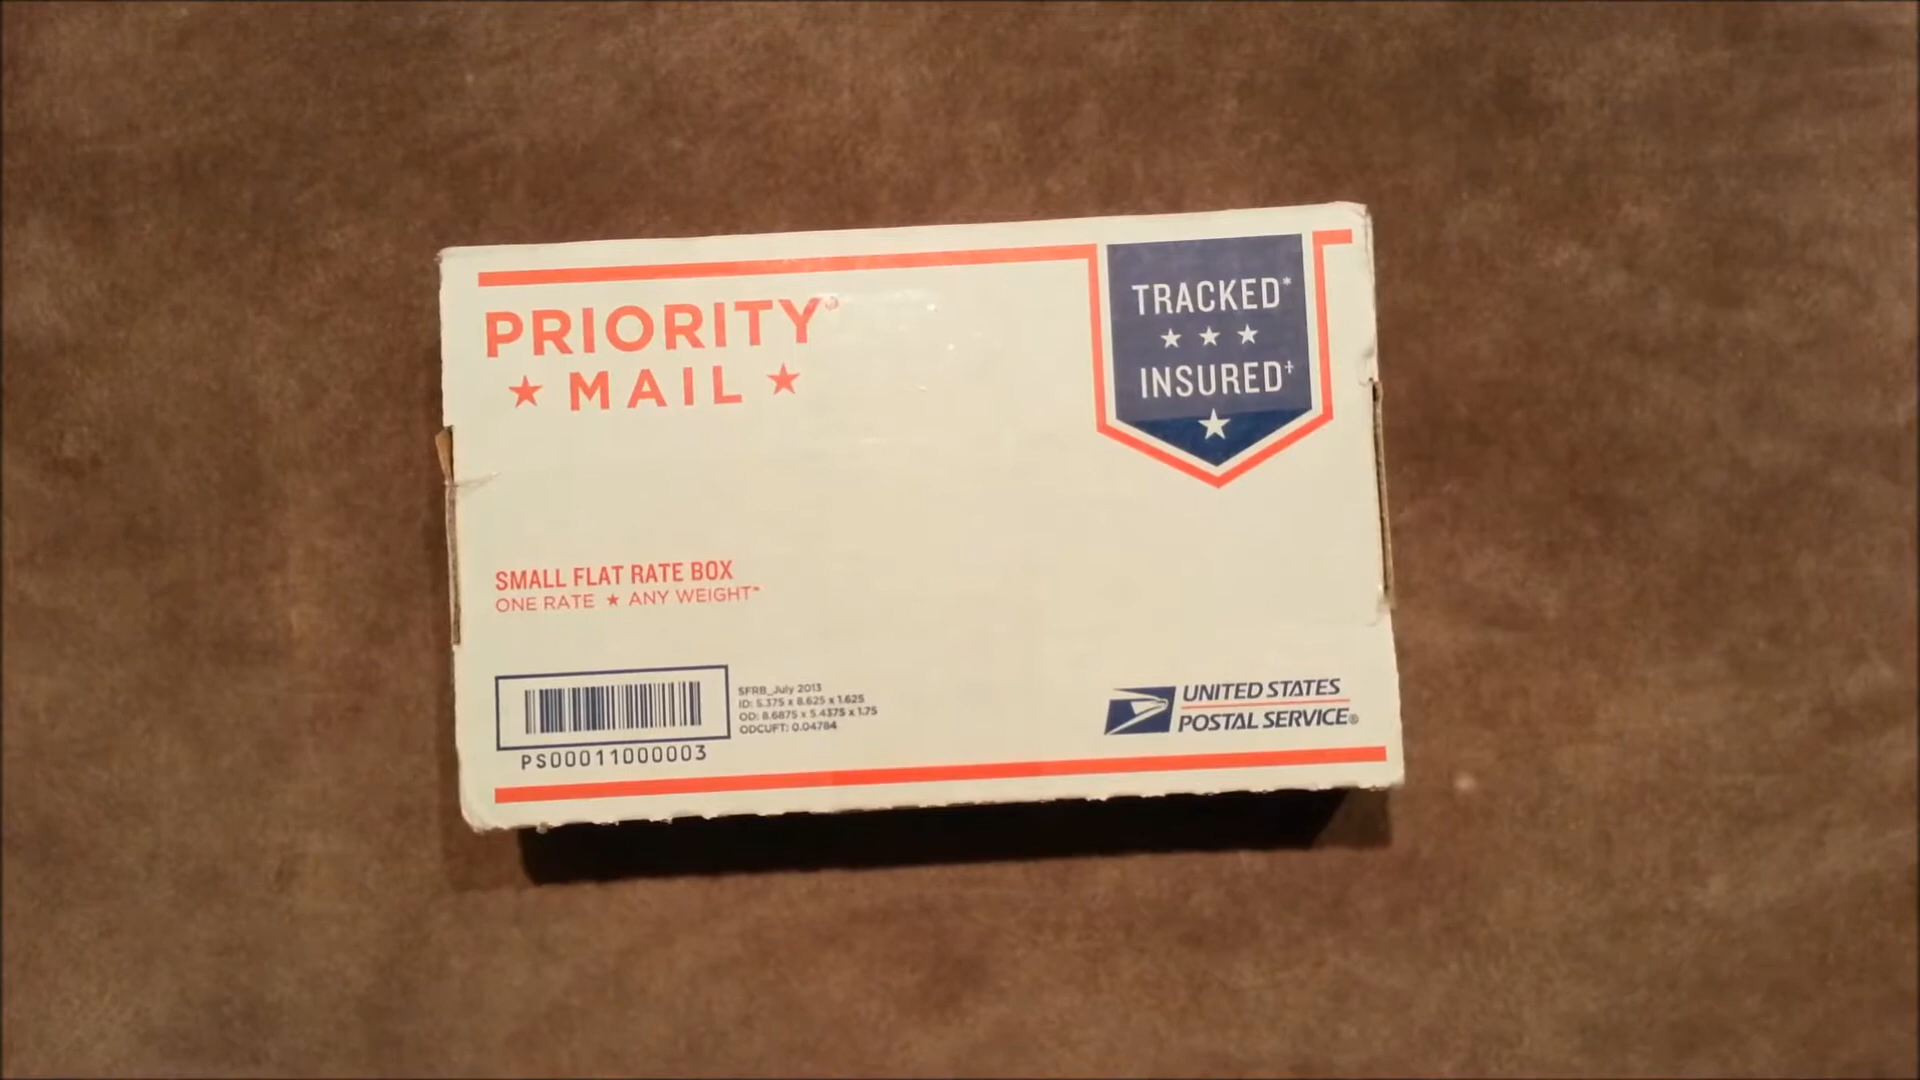 PRIORITY®
★ MAIL ★
TRACKED*
★ ★ ★
INSURED†
★
SMALL FLAT RATE BOX
ONE RATE ★ ANY WEIGHT™
PS00011000003
SFRB_July 2013
ID: 5.375 x 8.625 x 1.625
OD: 8.6875 x 5.4375 x 1.75
ODCUFT: 0.04784
UNITED STATES
POSTAL SERVICE®